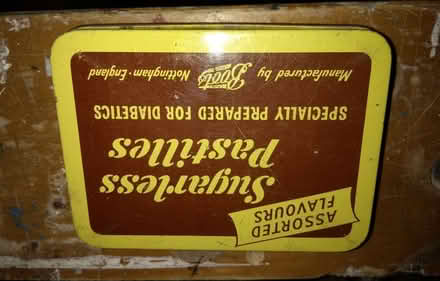 ASSORTED
FLAVOURS
Sugarless
Pastilles
SPECIALLY PREPARED FOR DIABETICS
Manufactured by Boots Nottingham · England